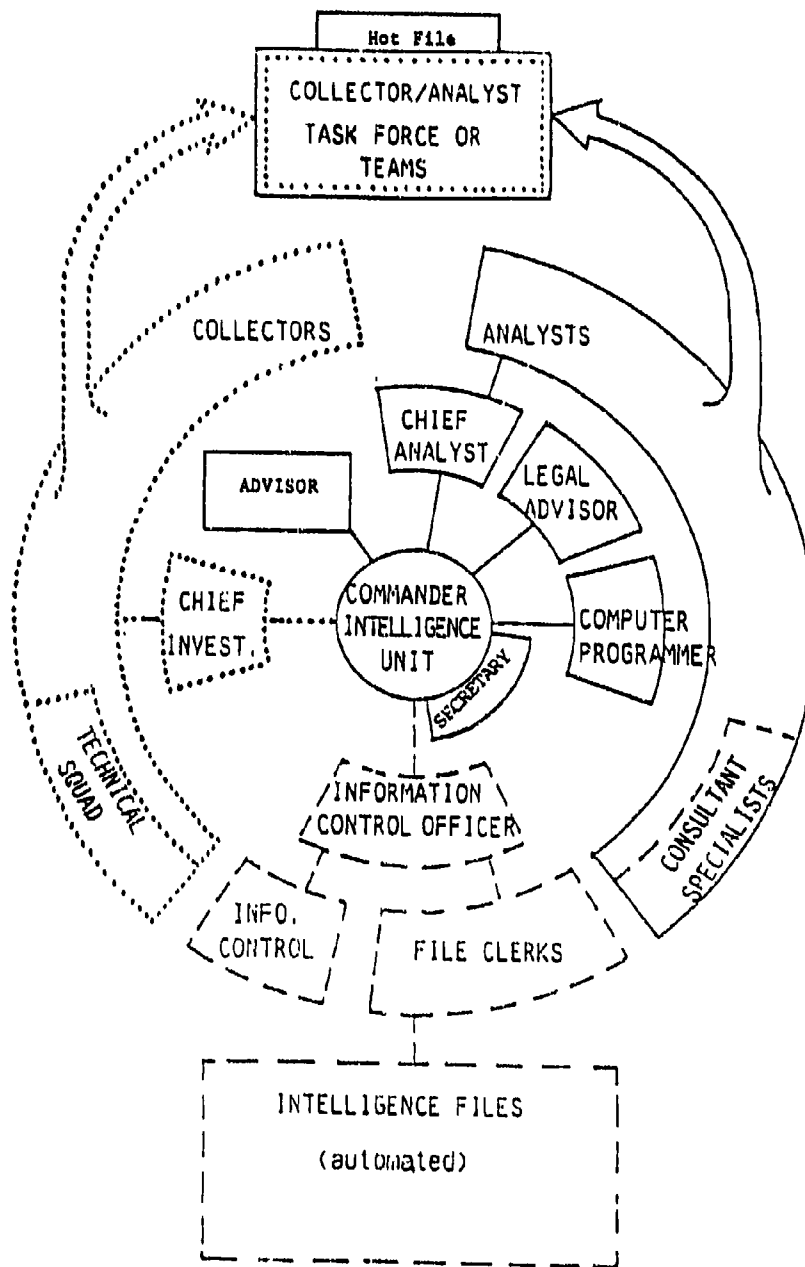 Hot File
COLLECTOR/ANALYST
TASK FORCE OR
TEAMS
COLLECTORS
ANALYSTS
CHIEF
ANALYST
LEGAL
ADVISOR
ADVISOR
CHIEF
INVEST.
COMMANDER
INTELLIGENCE
UNIT
COMPUTER
PROGRAMMER
SECRETARY
TECHNICAL
SQUAD
INFORMATION
CONTROL OFFICER
CONSULTANT
SPECIALISTS
INFO.
CONTROL
FILE CLERKS
INTELLIGENCE FILES
(automated)